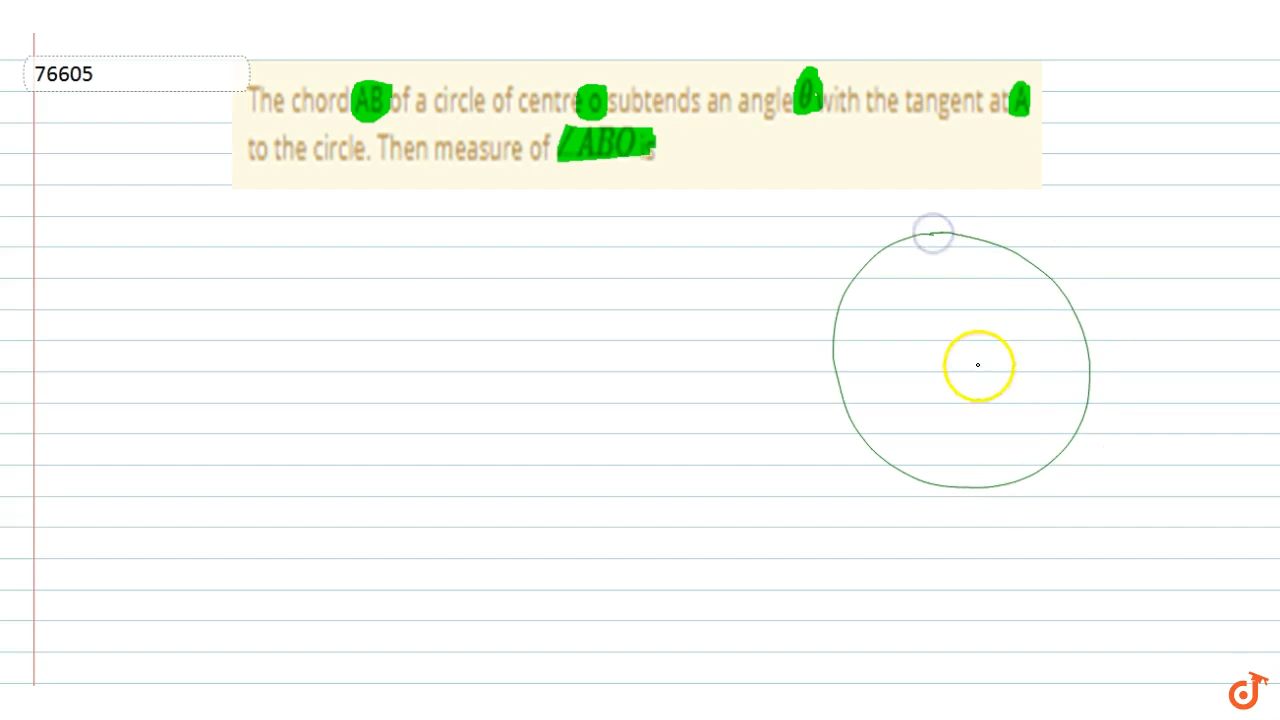 76605
The chord AB of a circle of centre o subtends an angle θ with the tangent at A
to the circle. Then measure of ∠ABO is